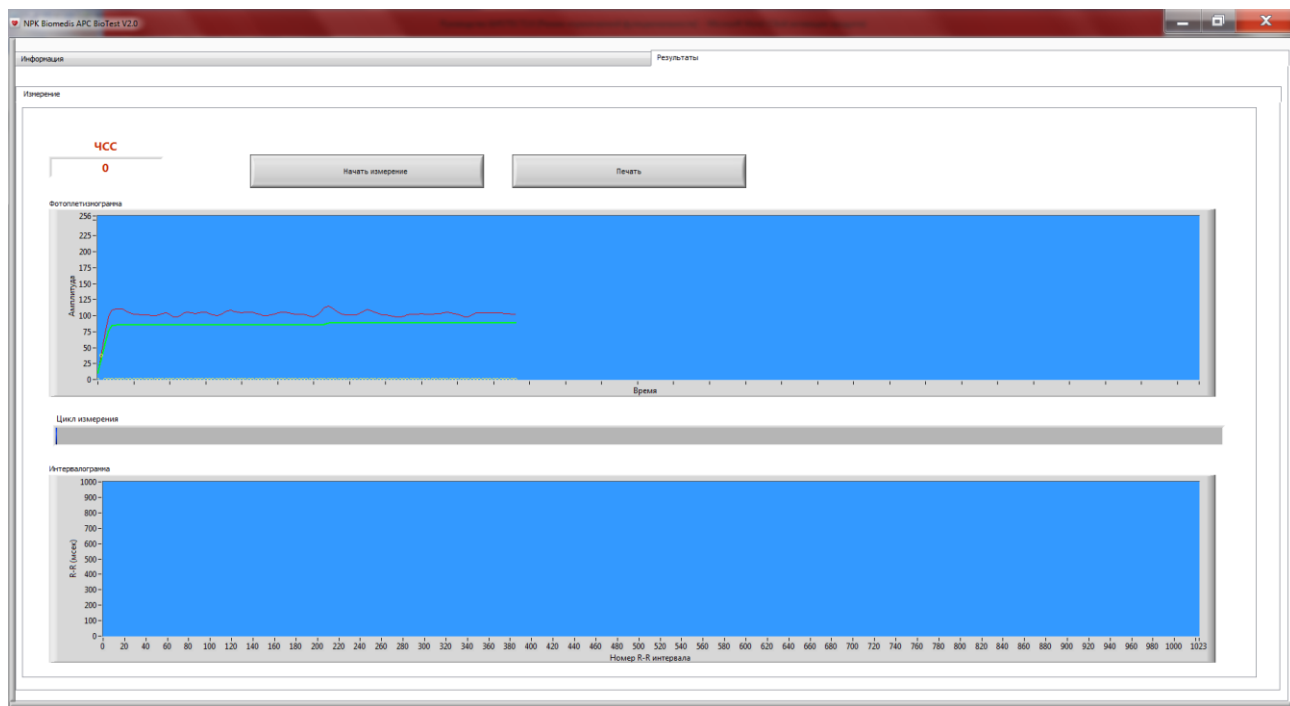 NPK Biomedis APC BioTest V2.0
Информация
Результаты
Измерение
ЧСС
0
Начать измерение
Печать
Фотоплетизмограмма
256
225
200
175
150
125
100
75
50
25
0
Амплитуда
Время
Цикл измерения
Интервалограмма
1000
900
800
700
600
500
400
300
200
100
0
R-R (мсек)
0 20 40 60 80 100 120 140 160 180 200 220 240 260 280 300 320 340 360 380 400 420 440 460 480 500 520 540 560 580 600 620 640 660 680 700 720 740 760 780 800 820 840 860 880 900 920 940 960 980 1000 1023
Номер R-R интервала